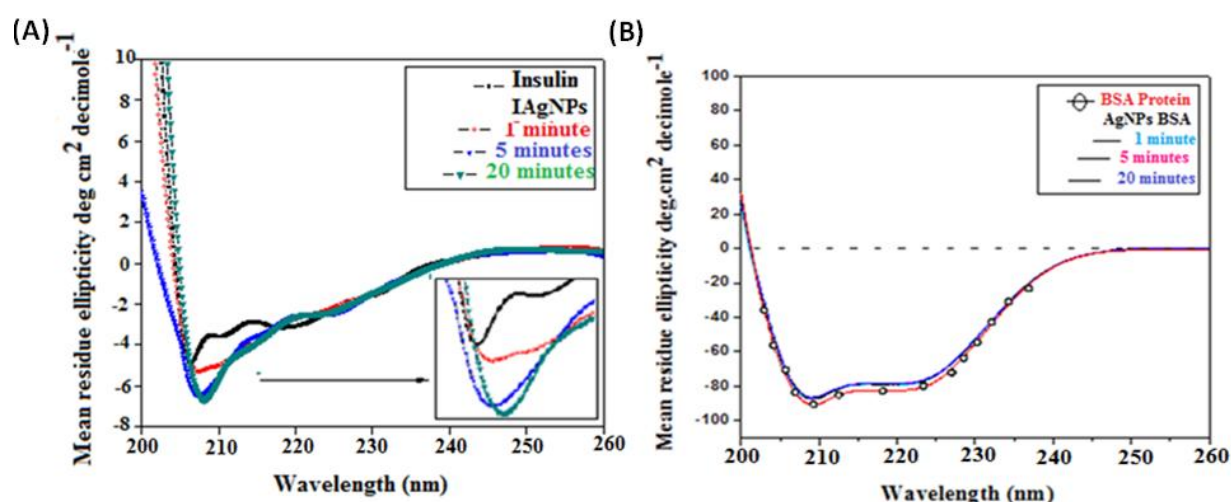 (A)
Mean residue ellipticity deg cm² decimole⁻¹
10
8
6
4
2
0
-2
-4
-6
-8
200
210
220
230
240
250
260
Wavelength (nm)
Insulin
IAgNPs
1 minute
5 minutes
20 minutes
(B)
Mean residue ellipticity deg.cm² decimole⁻¹
100
80
60
40
20
0
-20
-40
-60
-80
-100
200
210
220
230
240
250
260
Wavelength (nm)
BSA Protein
AgNPs BSA
1 minute
5 minutes
20 minutes